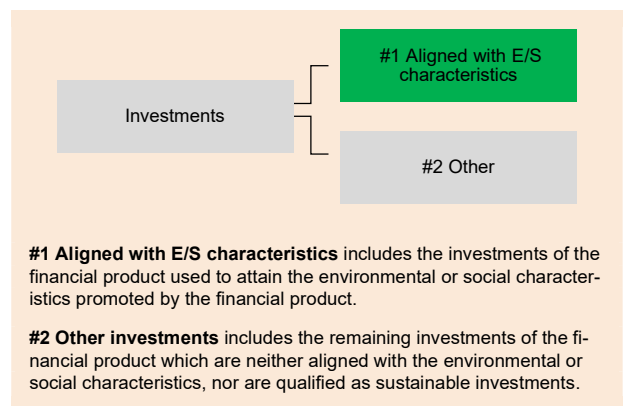 #1 Aligned with E/S
characteristics
Investments
#2 Other
#1 Aligned with E/S characteristics includes the investments of the
financial product used to attain the environmental or social character-
istics promoted by the financial product.
#2 Other investments includes the remaining investments of the fi-
nancial product which are neither aligned with the environmental or
social characteristics, nor are qualified as sustainable investments.